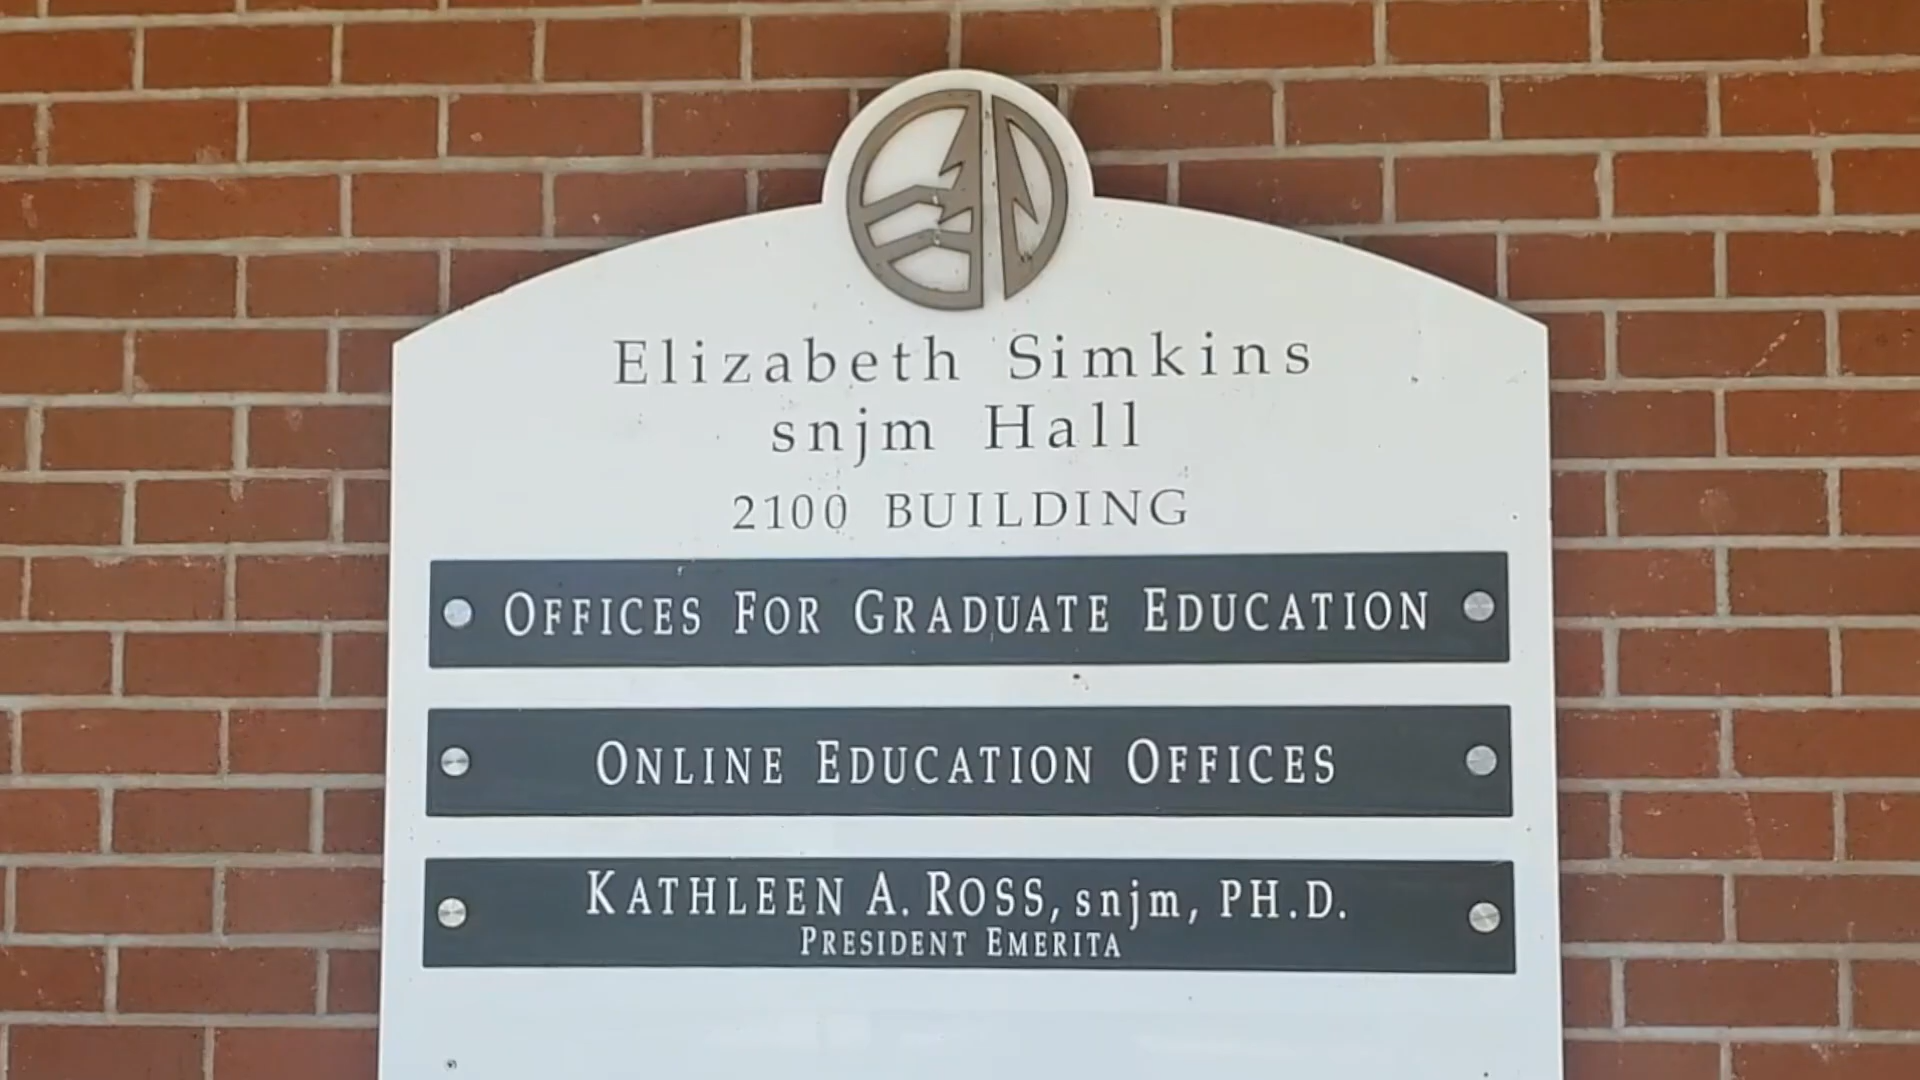 Elizabeth Simkins
snjm Hall
2100 BUILDING
OFFICES FOR GRADUATE EDUCATION
ONLINE EDUCATION OFFICES
KATHLEEN A. ROSS, snjm, PH.D.
PRESIDENT EMERITA